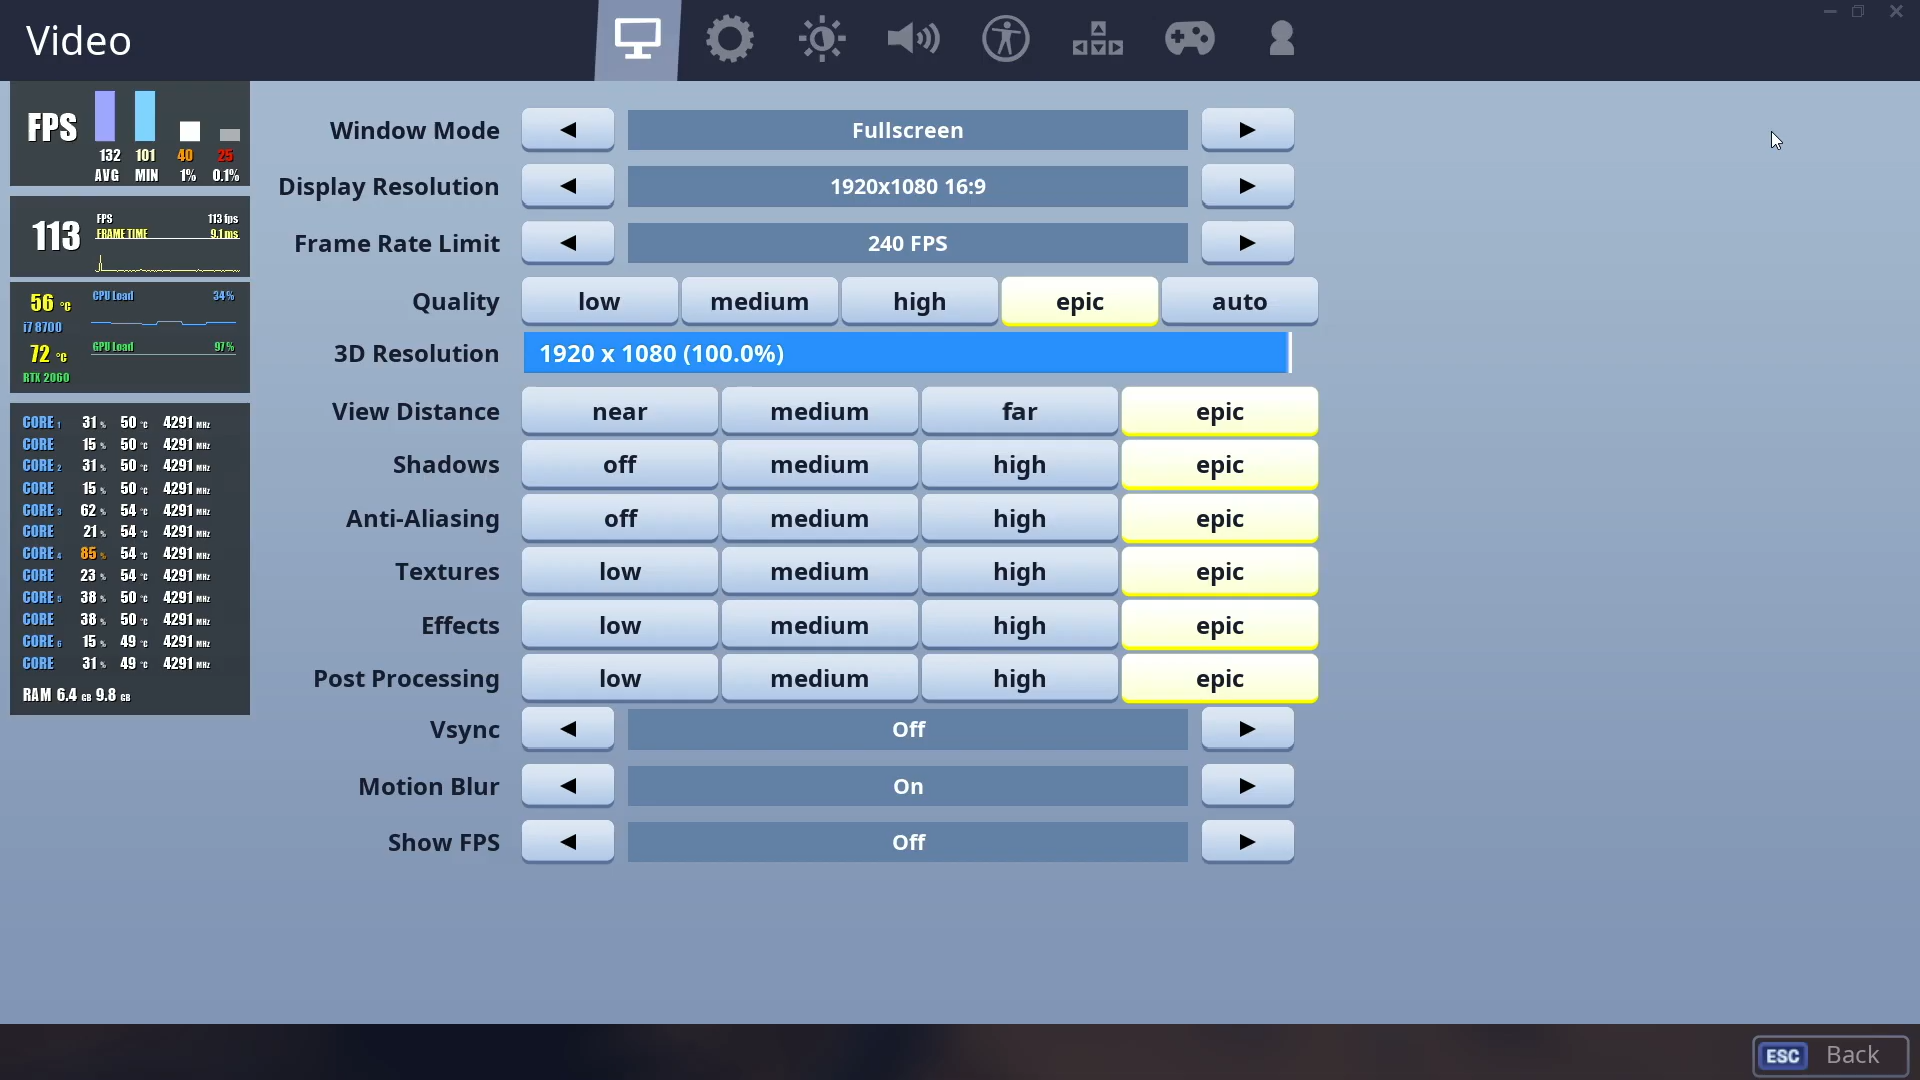 Video
FPS
132 101 40 25
AVG MIN 1% 0.1%
113
FPS 113 fps
FRAME TIME 9.1 ms
56 °C CPU Load 34%
i7 8700
72 °C GPU Load 97%
RTX 2060
CORE 1 31 % 50 °C 4291 MHz
CORE 15 % 50 °C 4291 MHz
CORE 2 31 % 50 °C 4291 MHz
CORE 15 % 50 °C 4291 MHz
CORE 3 62 % 54 °C 4291 MHz
CORE 21 % 54 °C 4291 MHz
CORE 4 85 % 54 °C 4291 MHz
CORE 23 % 54 °C 4291 MHz
CORE 5 38 % 50 °C 4291 MHz
CORE 38 % 50 °C 4291 MHz
CORE 6 15 % 49 °C 4291 MHz
CORE 31 % 49 °C 4291 MHz
RAM 6.4 GB 9.8 GB
Window Mode Fullscreen
Display Resolution 1920x1080 16:9
Frame Rate Limit 240 FPS
Quality low medium high epic auto
3D Resolution 1920 x 1080 (100.0%)
View Distance near medium far epic
Shadows off medium high epic
Anti-Aliasing off medium high epic
Textures low medium high epic
Effects low medium high epic
Post Processing low medium high epic
Vsync Off
Motion Blur On
Show FPS Off
ESC Back